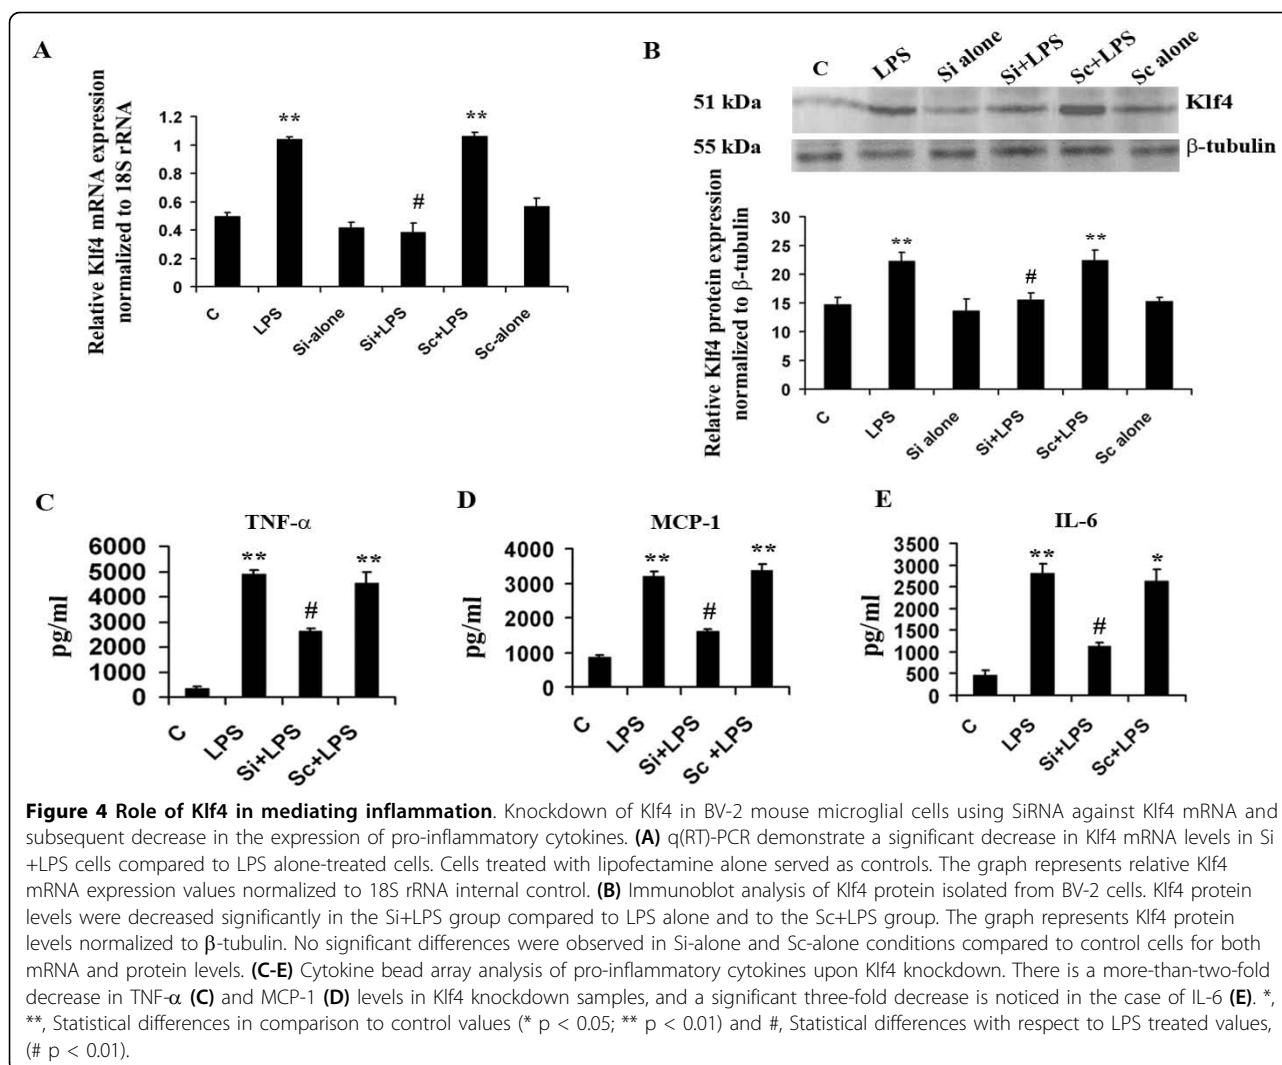 A
Relative Klf4 mRNA expression
normalized to 18S rRNA
1.2
1
0.8
0.6
0.4
0.2
0
**
#
**
C
LPS
Si-alone
Si+LPS
Sc+LPS
Sc-alone
B
C
LPS
Si alone
Si+LPS
Sc+LPS
Sc alone
51 kDa
Klf4
55 kDa
β-tubulin
Relative Klf4 protein expression
normalized to β-tubulin
30
25
20
15
10
5
0
**
#
**
C
LPS
Si alone
Si+LPS
Sc+LPS
Sc alone
C
TNF-α
pg/ml
6000
5000
4000
3000
2000
1000
0
**
#
**
C
LPS
Si+LPS
Sc+LPS
D
MCP-1
pg/ml
4000
3000
2000
1000
0
**
#
**
C
LPS
Si+LPS
Sc +LPS
E
IL-6
pg/ml
3500
3000
2500
2000
1500
1000
500
0
**
#
*
C
LPS
Si+LPS
Sc+LPS
Figure 4 Role of Klf4 in mediating inflammation. Knockdown of Klf4 in BV-2 mouse microglial cells using SiRNA against Klf4 mRNA and
subsequent decrease in the expression of pro-inflammatory cytokines. (A) q(RT)-PCR demonstrate a significant decrease in Klf4 mRNA levels in Si
+LPS cells compared to LPS alone-treated cells. Cells treated with lipofectamine alone served as controls. The graph represents relative Klf4
mRNA expression values normalized to 18S rRNA internal control. (B) Immunoblot analysis of Klf4 protein isolated from BV-2 cells. Klf4 protein
levels were decreased significantly in the Si+LPS group compared to LPS alone and to the Sc+LPS group. The graph represents Klf4 protein
levels normalized to β-tubulin. No significant differences were observed in Si-alone and Sc-alone conditions compared to control cells for both
mRNA and protein levels. (C-E) Cytokine bead array analysis of pro-inflammatory cytokines upon Klf4 knockdown. There is a more-than-two-fold
decrease in TNF-α (C) and MCP-1 (D) levels in Klf4 knockdown samples, and a significant three-fold decrease is noticed in the case of IL-6 (E). *,
**, Statistical differences in comparison to control values (* p < 0.05; ** p < 0.01) and #, Statistical differences with respect to LPS treated values,
(# p < 0.01).